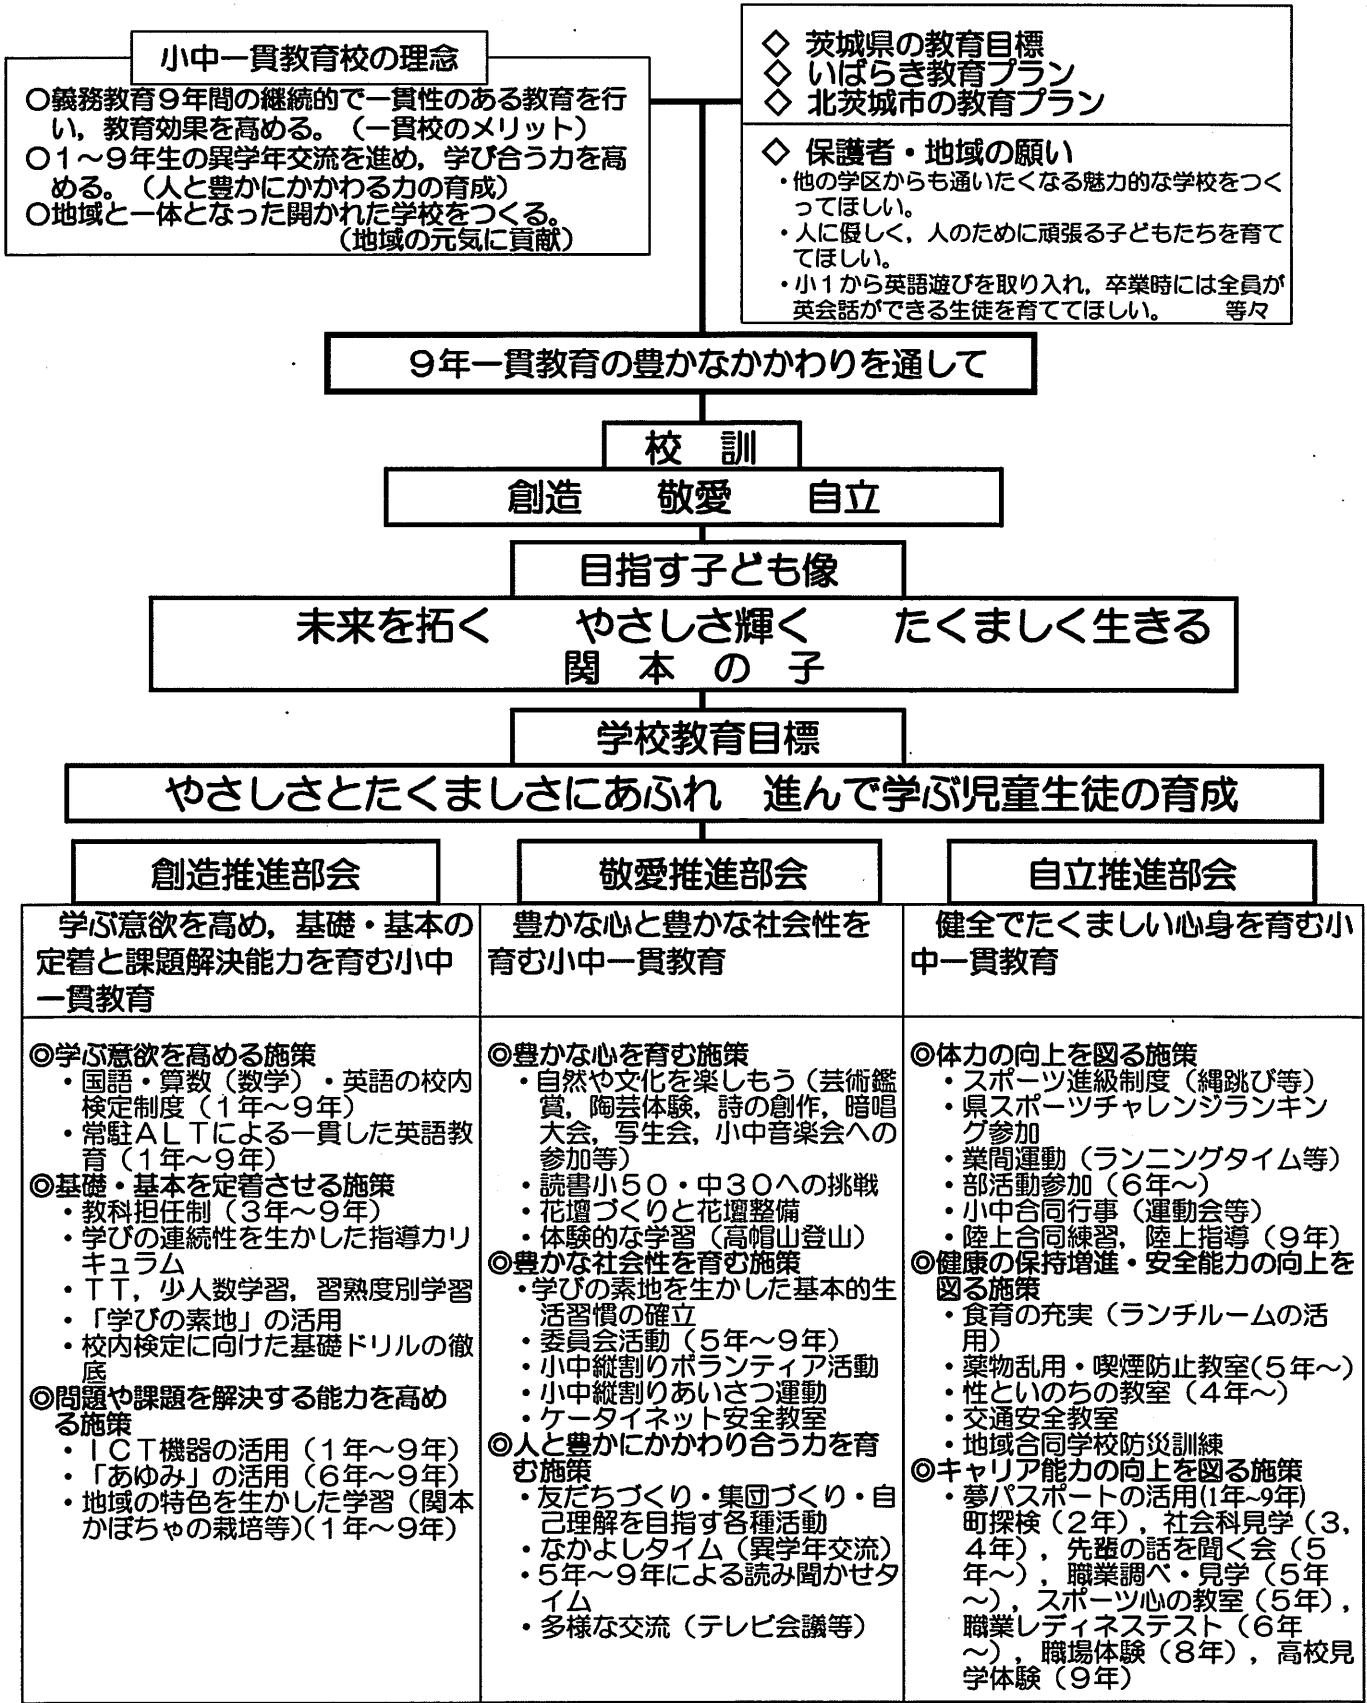 小中一貫教育校の理念
○義務教育９年間の継続的で一貫性のある教育を行
い，教育効果を高める。（一貫校のメリット）
○１～９年生の異学年交流を進め，学び合う力を高
める。（人と豊かにかかわる力の育成）
○地域と一体となった開かれた学校をつくる。
（地域の元気に貢献）
◇ 茨城県の教育目標
◇ いばらき教育プラン
◇ 北茨城市の教育プラン
◇ 保護者・地域の願い
・他の学区からも通いたくなる魅力的な学校をつく
ってほしい。
・人に優しく，人のために頑張る子どもたちを育て
てほしい。
・小１から英語遊びを取り入れ，卒業時には全員が
英会話ができる生徒を育ててほしい。　等々
９年一貫教育の豊かなかかわりを通して
校　訓
創造　敬愛　自立
目指す子ども像
未来を拓く　やさしさ輝く　たくましく生きる
関　本　の　子
学校教育目標
やさしさとたくましさにあふれ　進んで学ぶ児童生徒の育成
創造推進部会
学ぶ意欲を高め，基礎・基本の
定着と課題解決能力を育む小中
一貫教育
◎学ぶ意欲を高める施策
・国語・算数（数学）・英語の校内
検定制度（１年～９年）
・常駐ＡＬＴによる一貫した英語教
育（１年～９年）
◎基礎・基本を定着させる施策
・教科担任制（３年～９年）
・学びの連続性を生かした指導カリ
キュラム
・ＴＴ，少人数学習，習熟度別学習
・「学びの素地」の活用
・校内検定に向けた基礎ドリルの徹
底
◎問題や課題を解決する能力を高め
る施策
・ＩＣＴ機器の活用（１年～９年）
・「あゆみ」の活用（６年～９年）
・地域の特色を生かした学習（関本
かぼちゃの栽培等）（１年～９年）
敬愛推進部会
豊かな心と豊かな社会性を
育む小中一貫教育
◎豊かな心を育む施策
・自然や文化を楽しもう（芸術鑑
賞，陶芸体験，詩の創作，暗唱
大会，写生会，小中音楽会への
参加等）
・読書小５０・中３０への挑戦
・花壇づくりと花壇整備
・体験的な学習（高帽山登山）
◎豊かな社会性を育む施策
・学びの素地を生かした基本的生
活習慣の確立
・委員会活動（５年～９年）
・小中縦割りボランティア活動
・小中縦割りあいさつ運動
・ケータイネット安全教室
◎人と豊かにかかわり合う力を育
む施策
・友だちづくり・集団づくり・自
己理解を目指す各種活動
・なかよしタイム（異学年交流）
・５年～９年による読み聞かせタ
イム
・多様な交流（テレビ会議等）
自立推進部会
健全でたくましい心身を育む小
中一貫教育
◎体力の向上を図る施策
・スポーツ進級制度（縄跳び等）
・県スポーツチャレンジランキン
グ参加
・業間運動（ランニングタイム等）
・部活動参加（６年～）
・小中合同行事（運動会等）
・陸上合同練習，陸上指導（９年）
◎健康の保持増進・安全能力の向上を
図る施策
・食育の充実（ランチルームの活
用）
・薬物乱用・喫煙防止教室(５年～)
・性といのちの教室（４年～）
・交通安全教室
・地域合同学校防災訓練
◎キャリア能力の向上を図る施策
・夢パスポートの活用(1年~9年)
町探検（２年），社会科見学（３，
４年），先輩の話を聞く会（５
年～），職業調べ・見学（５年
～），スポーツ心の教室（５年），
職業レディネステスト（６年
～），職場体験（８年），高校見
学体験（９年）